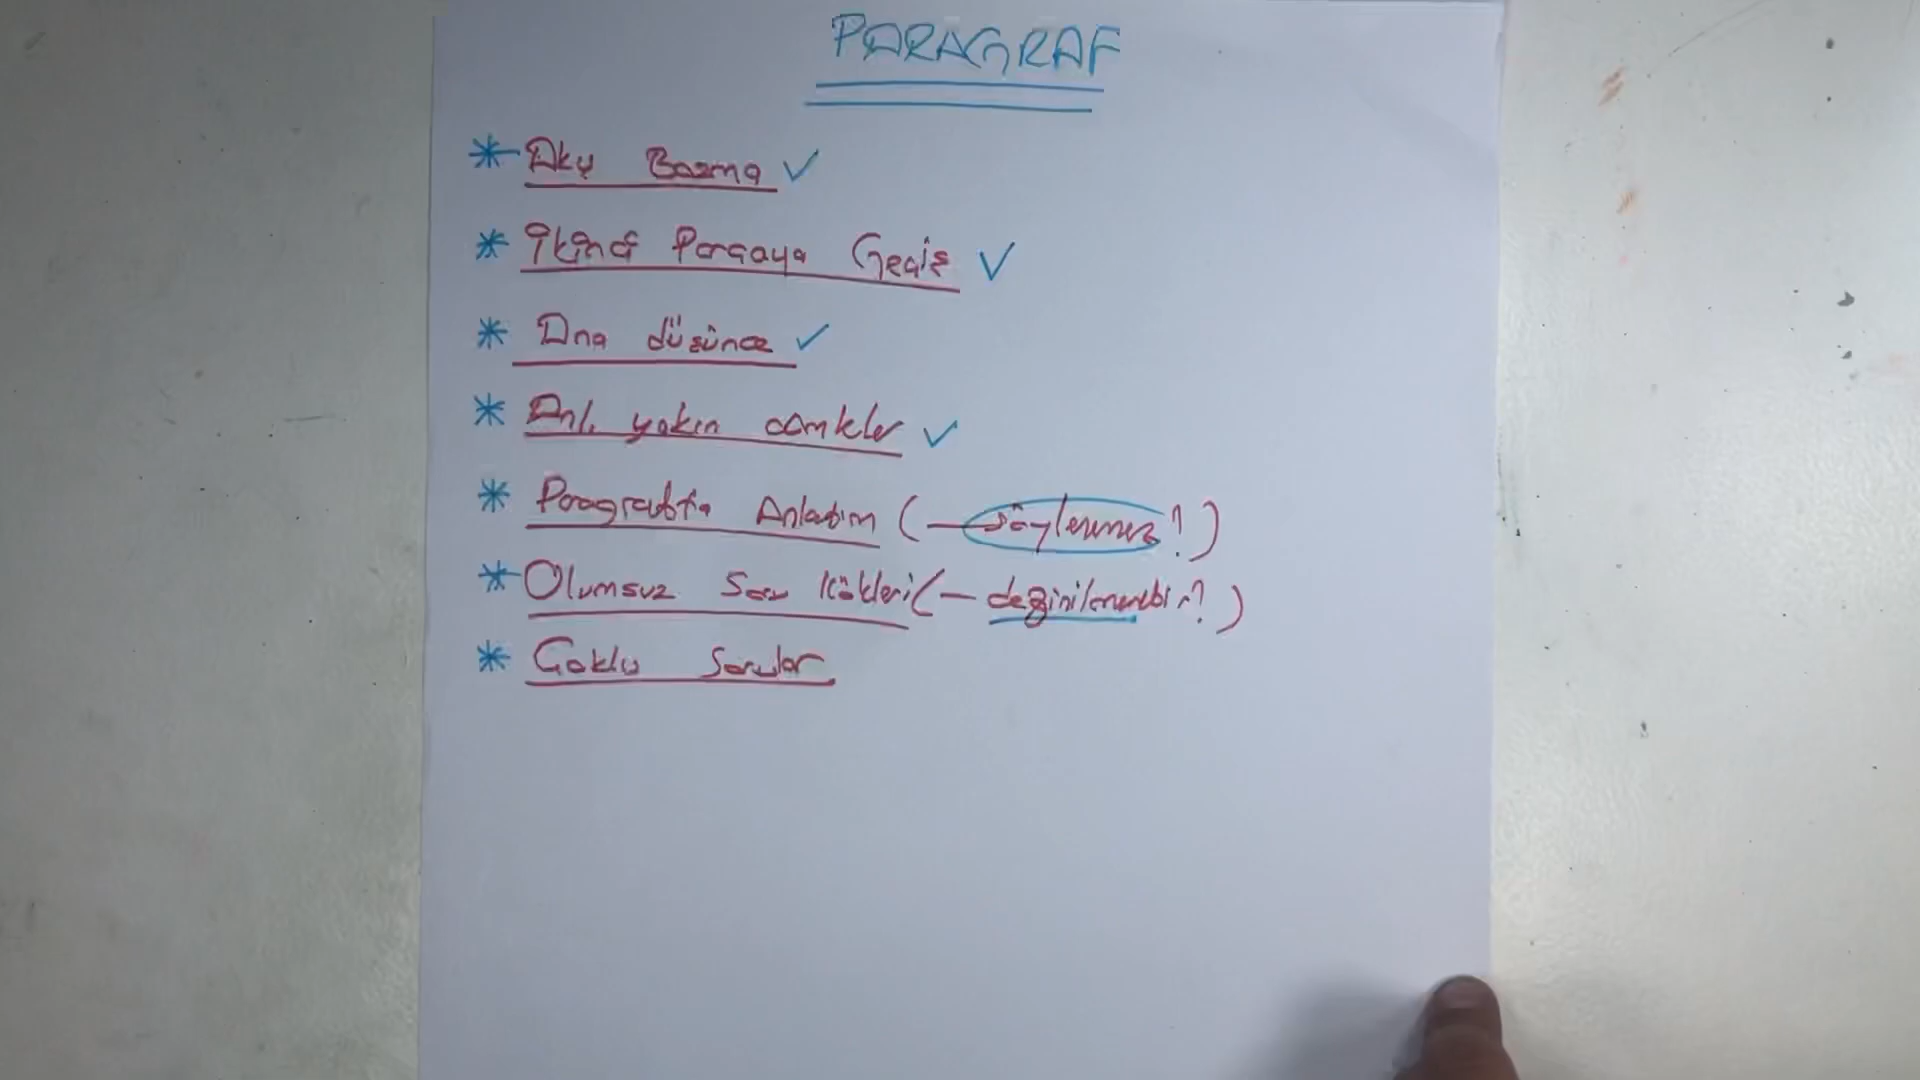 PARAGRAF
* Akış Bozma ✓
* İkinci Parçaya Geçiş ✓
* Ana düşünce ✓
* Anl. yakın cümleler ✓
* Paragrafta Anlatım (— söylenemez?)
* Olumsuz Soru Kökleri (— değinilmemiştir?)
* Çoklu Sorular